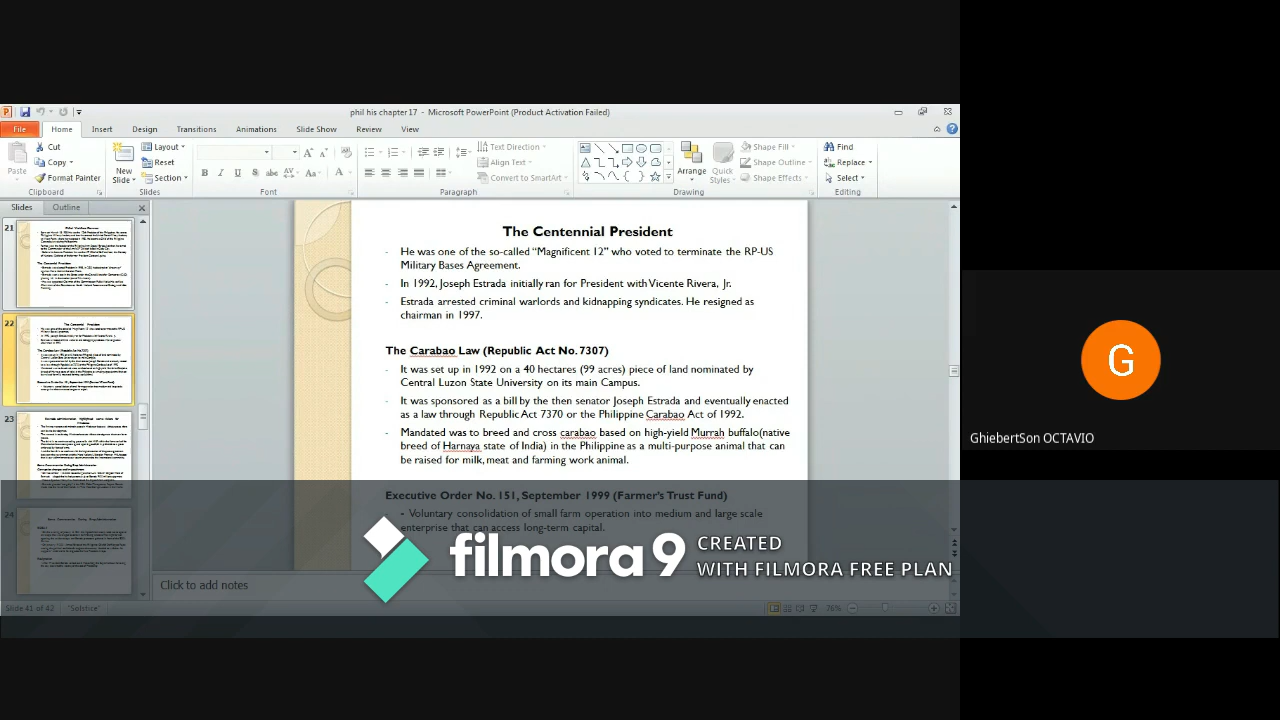 phil his chapter17 - Microsoft PowerPoint (Product Activation Failed)
File Home Insert Design Transitions Animations Slide Show Review View
Cut
Copy
Format Painter
Paste
Clipboard
New
Slide
Layout
Reset
Section
Slides
Font
Text Direction
Align Text
Convert to SmartArt
Paragraph
Arrange
Quick
Styles
Shape Fill
Shape Outline
Shape Effects
Drawing
Find
Replace
Select
Editing
Slides Outline
21
22
23
24
The Centennial President
- He was one of the so-called "Magnificent 12" who voted to terminate the RP-US
Military Bases Agreement.
- In 1992, Joseph Estrada initially ran for President with Vicente Rivera, Jr.
- Estrada arrested criminal warlords and kidnapping syndicates. He resigned as
chairman in 1997.
The Carabao Law (Republic Act No. 7307)
- It was set up in 1992 on a 40 hectares (99 acres) piece of land nominated by
Central Luzon State University on its main Campus.
- It was sponsored as a bill by the then senator Joseph Estrada and eventually enacted
as a law through Republic Act 7370 or the Philippine Carabao Act of 1992.
- Mandated was to breed and cross carabao based on high-yield Murrah buffalo(native
breed of Harnaya state of India) in the Philippine as a multi-purpose animal that can
be raised for milk, meat and farming work animal.
Executive Order No. 151, September 1999 (Farmer's Trust Fund)
- Voluntary consolidation of small farm operation into medium and large scale
enterprise that can access long-term capital.
Click to add notes
Slide 41 of 42 "Solstice" 76%
filmora9 CREATED
WITH FILMORA FREE PLAN
G
GhiebertSon OCTAVIO